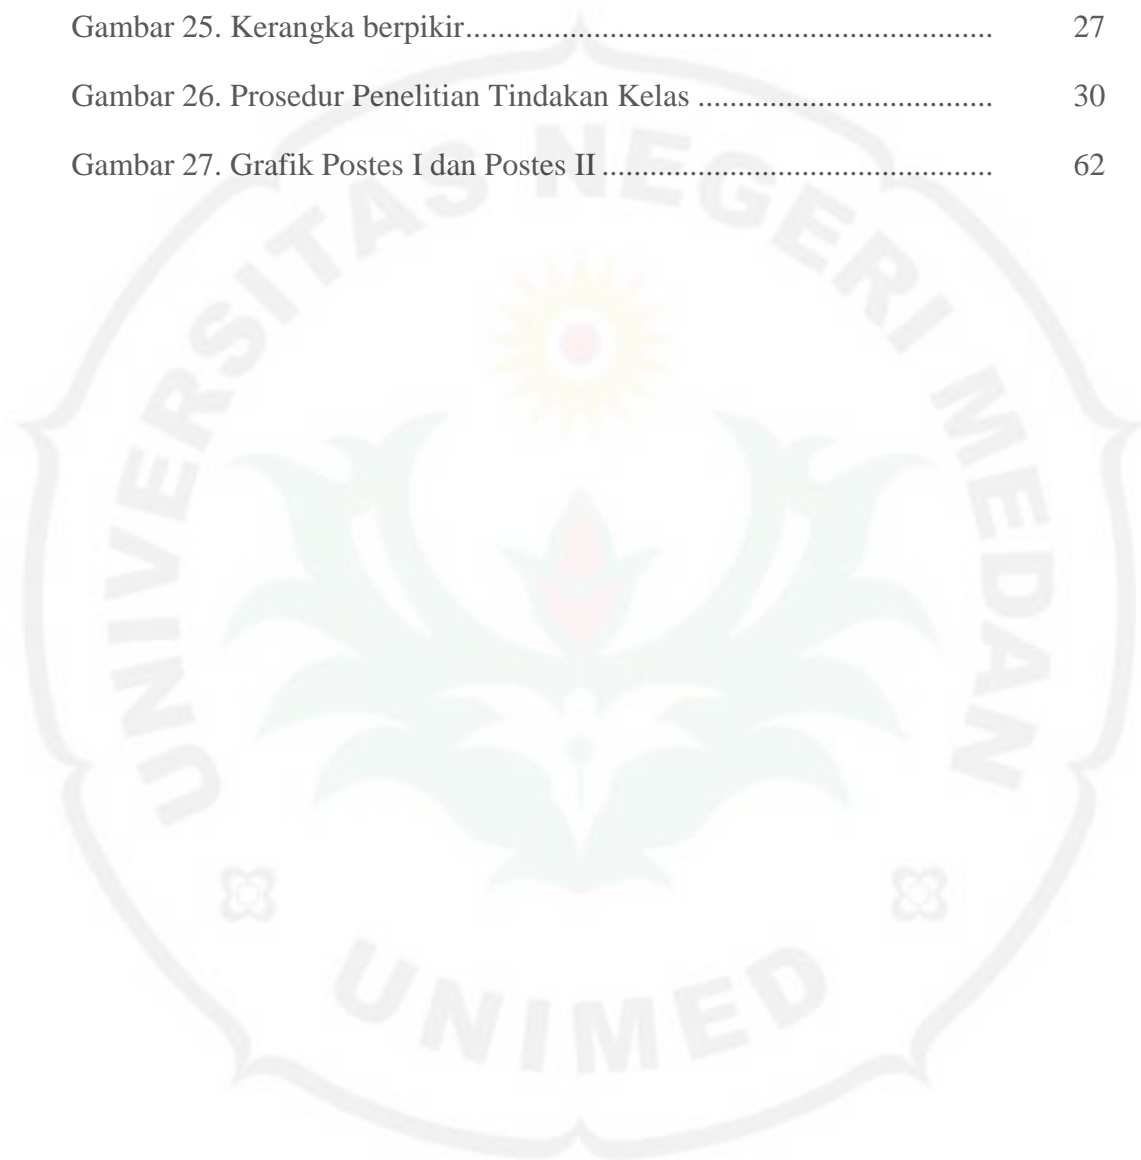 Gambar 25. Kerangka berpikir................................................................. 27
Gambar 26. Prosedur Penelitian Tindakan Kelas .................................... 30
Gambar 27. Grafik Postes I dan Postes II ................................................ 62
UNIVERSITAS NEGERI MEDAN
UNIMED